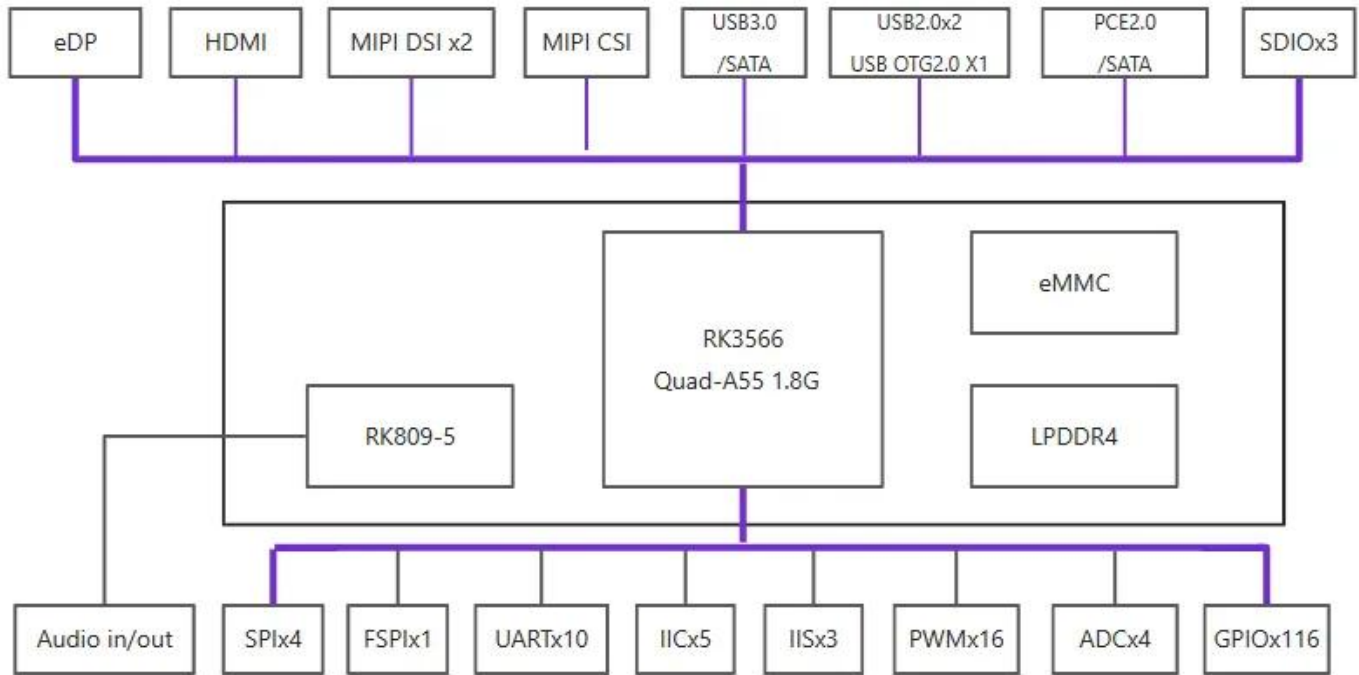 eDP
HDMI
MIPI DSI x2
MIPI CSI
USB3.0
/SATA
USB2.0x2
USB OTG2.0 X1
PCE2.0
/SATA
SDIOx3
RK3566
Quad-A55 1.8G
eMMC
RK809-5
LPDDR4
Audio in/out
SPIx4
FSPIx1
UARTx10
IICx5
IISx3
PWMx16
ADCx4
GPIOx116